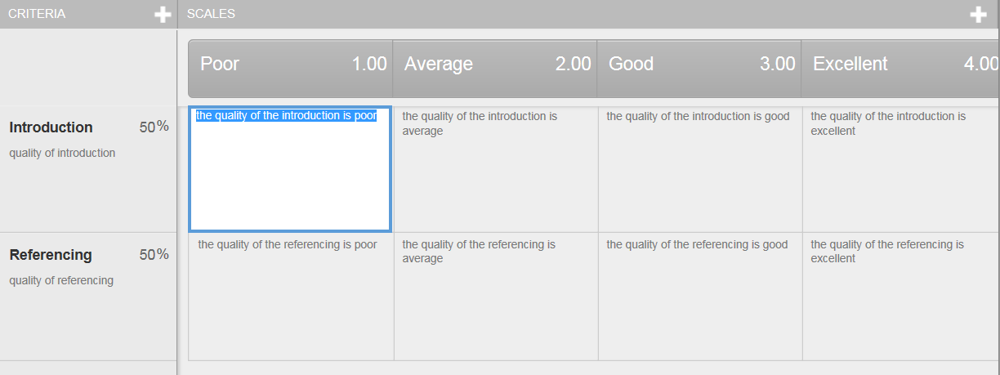 CRITERIA
SCALES
Poor 1.00 Average 2.00 Good 3.00 Excellent 4.00
Introduction 50%
quality of introduction
the quality of the introduction is poor
the quality of the introduction is
average
the quality of the introduction is good
the quality of the introduction is
excellent
Referencing 50%
quality of referencing
the quality of the referencing is poor
the quality of the referencing is
average
the quality of the referencing is good
the quality of the referencing is
excellent